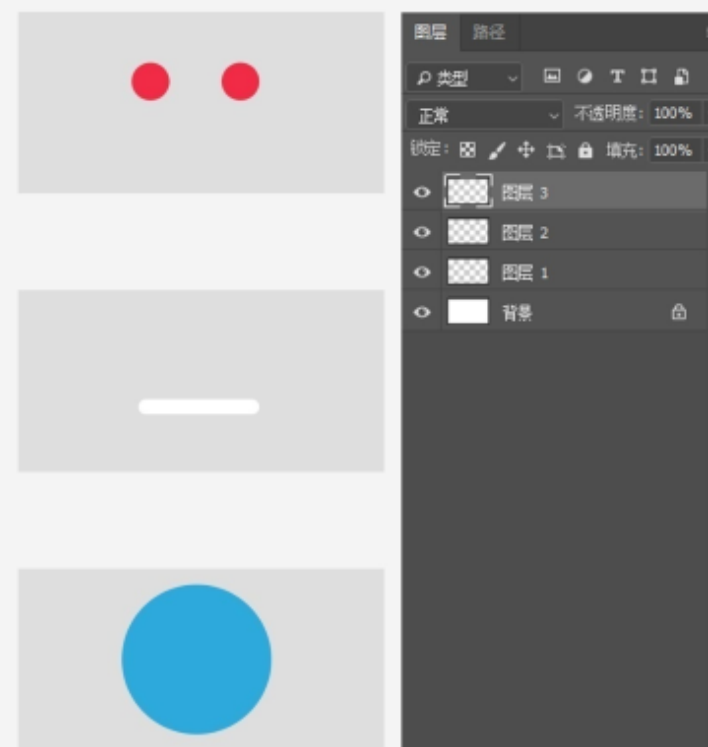 图层 路径
类型 T
正常 不透明度: 100%
锁定: 填充: 100%
图层 3
图层 2
图层 1
背景